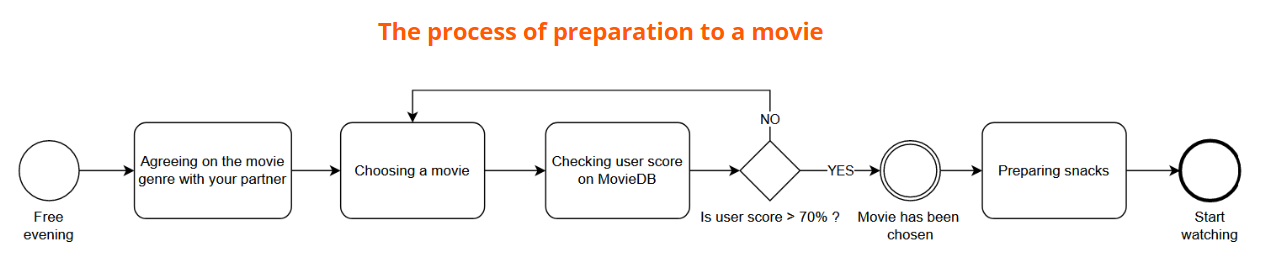 The process of preparation to a movie
NO
Agreeing on the movie
genre with your partner
Choosing a movie
Checking user score
on MovieDB
YES
Preparing snacks
Free
evening
Is user score > 70% ?
Movie has been
chosen
Start
watching